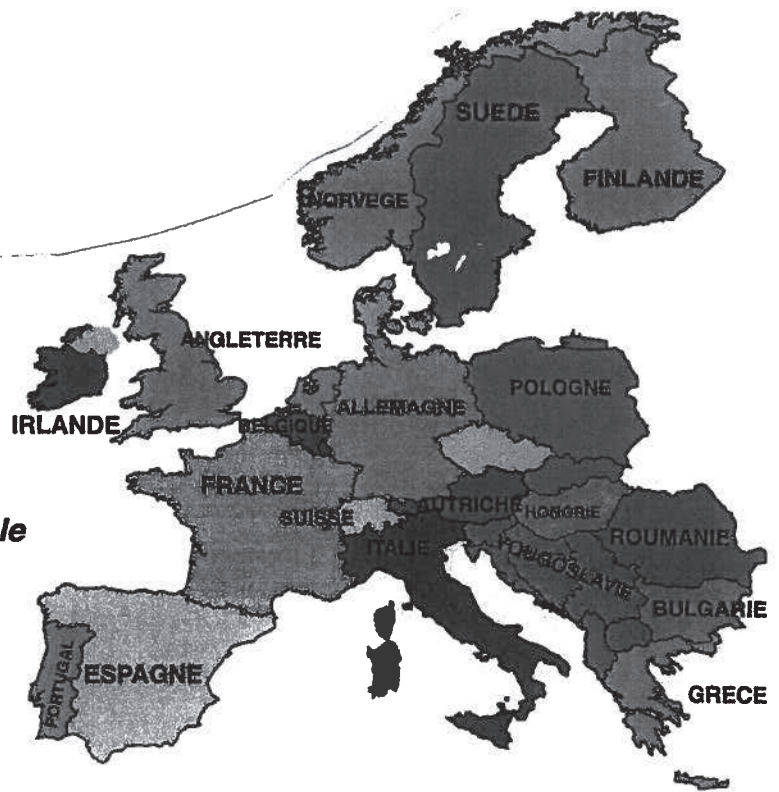 SUEDE
FINLANDE
NORVEGE
ANGLETERRE
POLOGNE
ALLEMAGNE
IRLANDE
BELGIQUE
FRANCE
SUISSE
AUTRICHE
HONGRIE
le
ITALIE
ROUMANIE
YOUGOSLAVIE
BULGARIE
PORTUGAL
ESPAGNE
GRECE